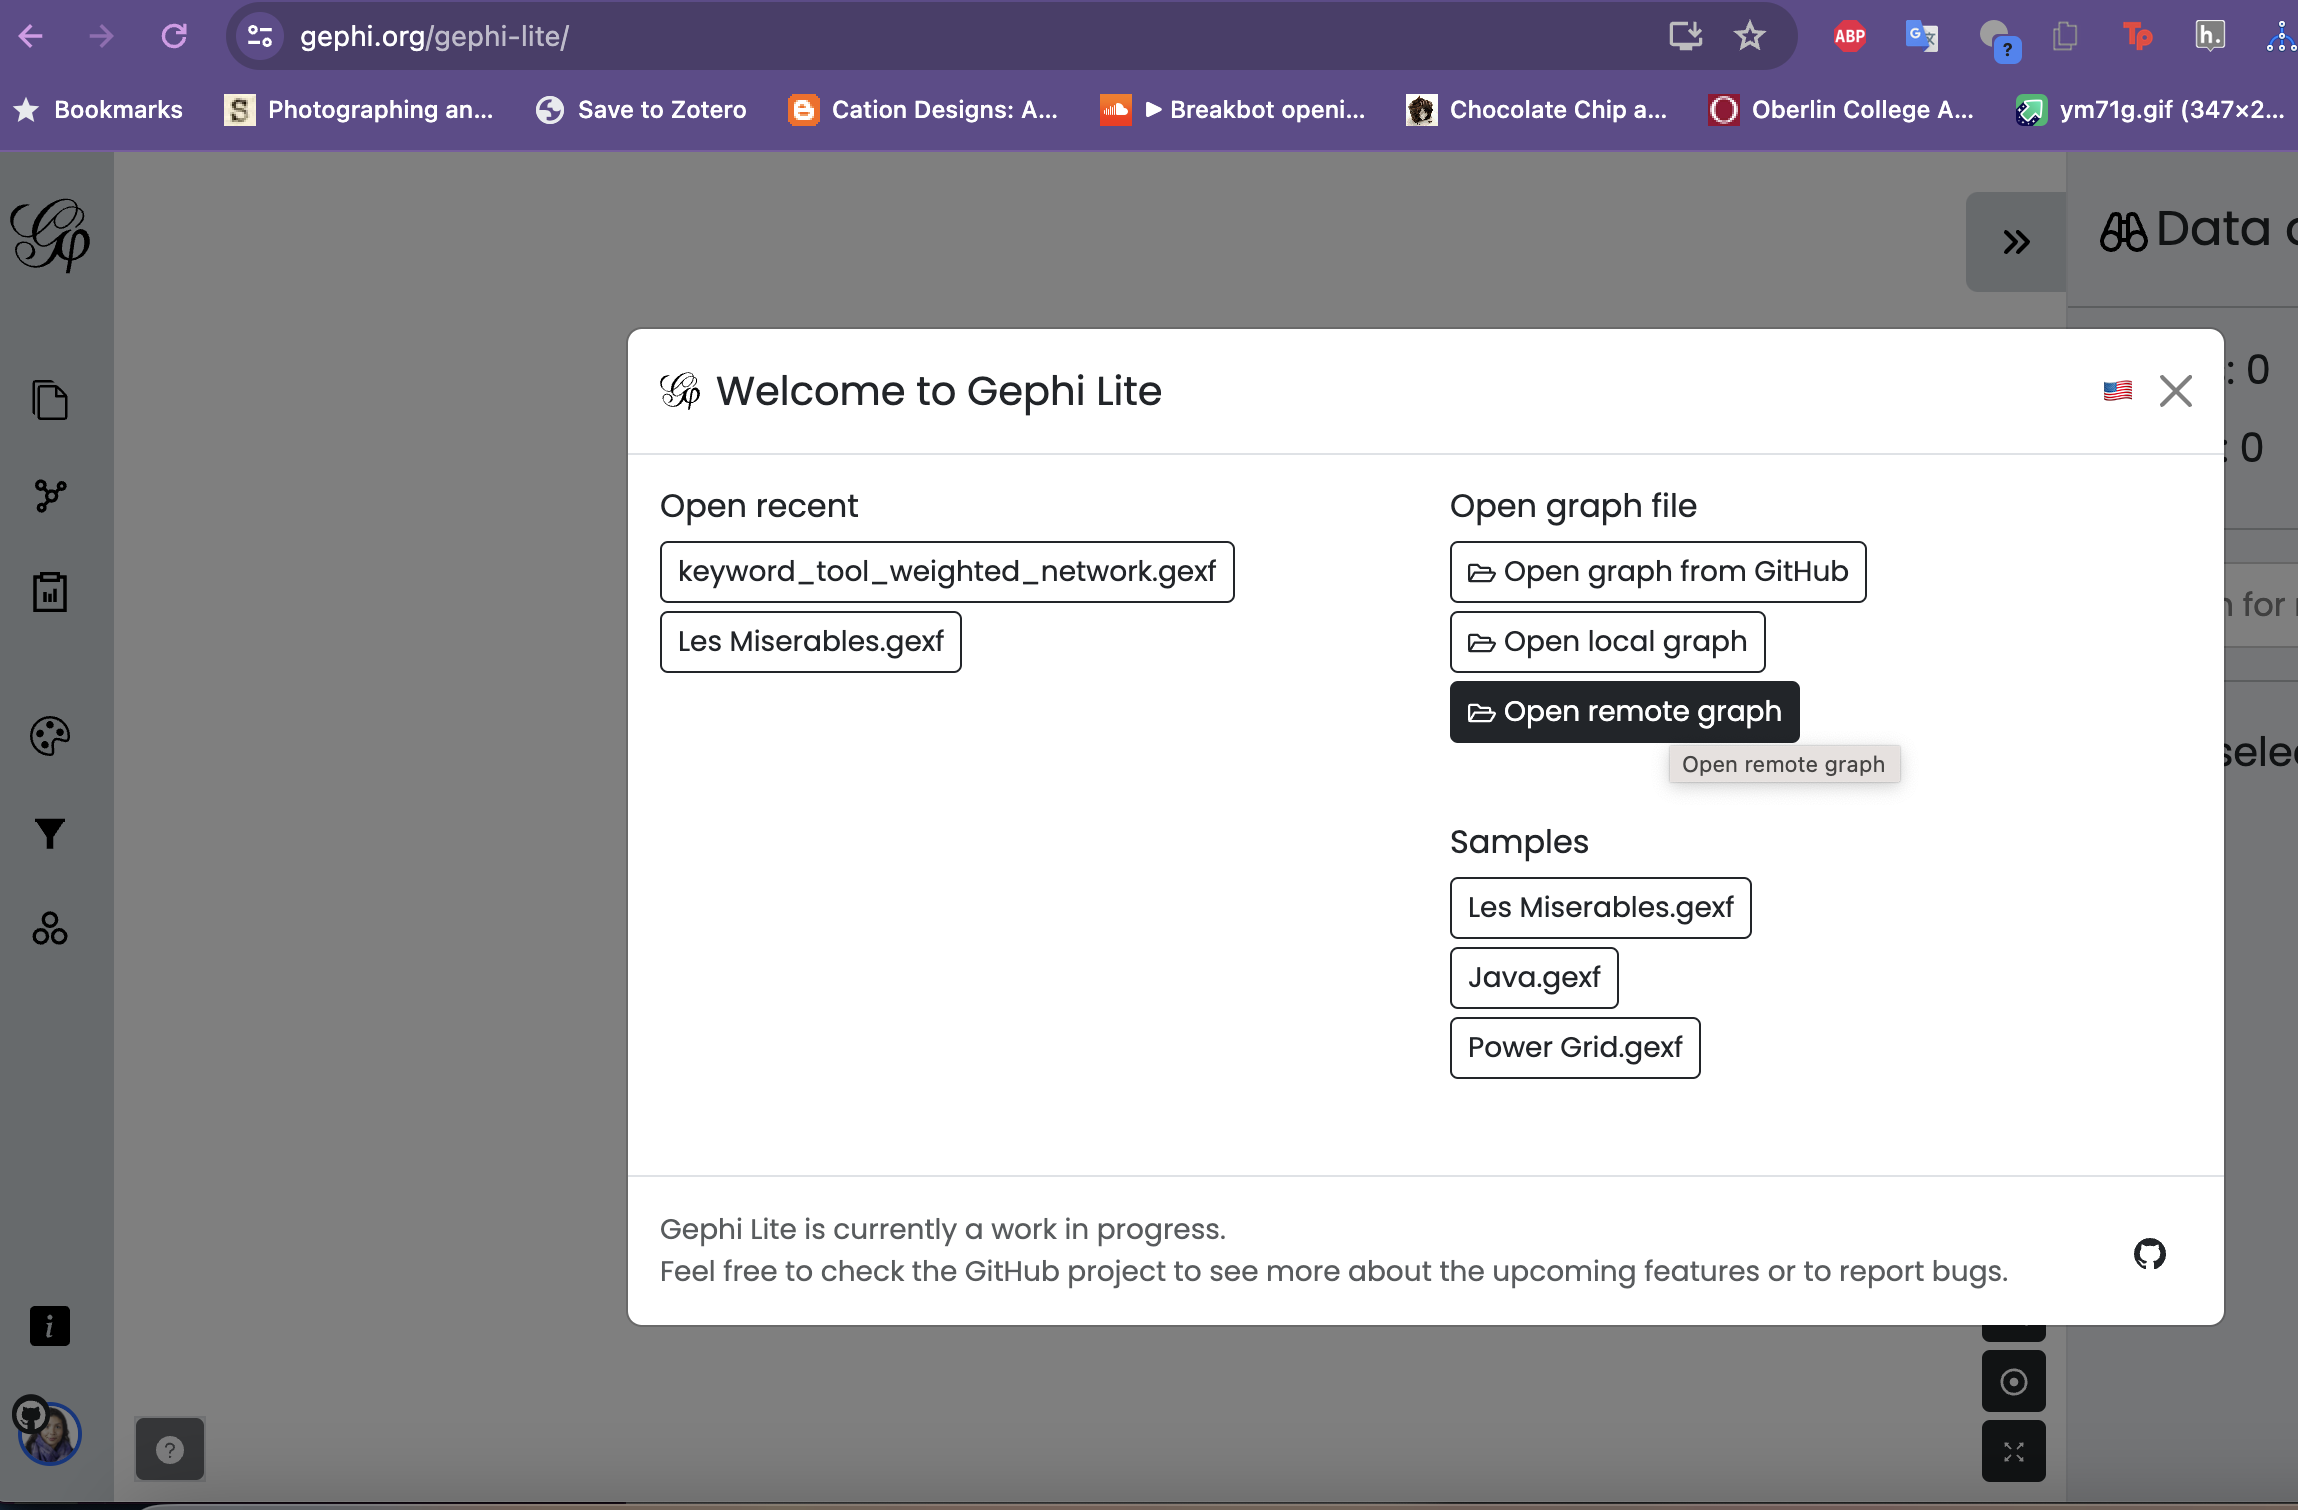 gephi.org/gephi-lite/
ABP
G
?
Tp
h.
Bookmarks
S
Photographing an...
Save to Zotero
Cation Designs: A...
► Breakbot openi...
Chocolate Chip a...
Oberlin College A...
ym71g.gif (347×2...
Data
Welcome to Gephi Lite
: 0
: 0
Open recent
keyword_tool_weighted_network.gexf
Les Miserables.gexf
Open graph file
Open graph from GitHub
Open local graph
Open remote graph
Open remote graph
for
selec
Samples
Les Miserables.gexf
Java.gexf
Power Grid.gexf
Gephi Lite is currently a work in progress.
Feel free to check the GitHub project to see more about the upcoming features or to report bugs.
i
?